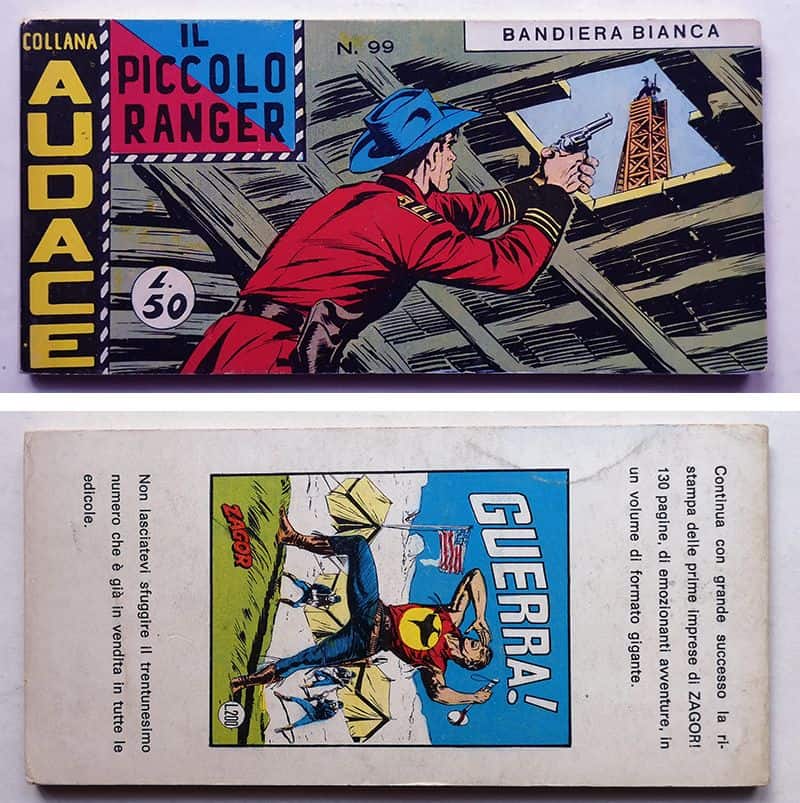 COLLANA
AUDACE
IL
PICCOLO
RANGER
N. 99
BANDIERA BIANCA
L.
50
Continua con grande successo la ri-
stampa delle prime imprese di ZAGOR!
130 pagine, di emozionanti avventure, in
un volume di formato gigante.
GUERRA!
ZAGOR
L.200
Non lasciatevi sfuggire il trentunesimo
numero che è già in vendita in tutte le
edicole.